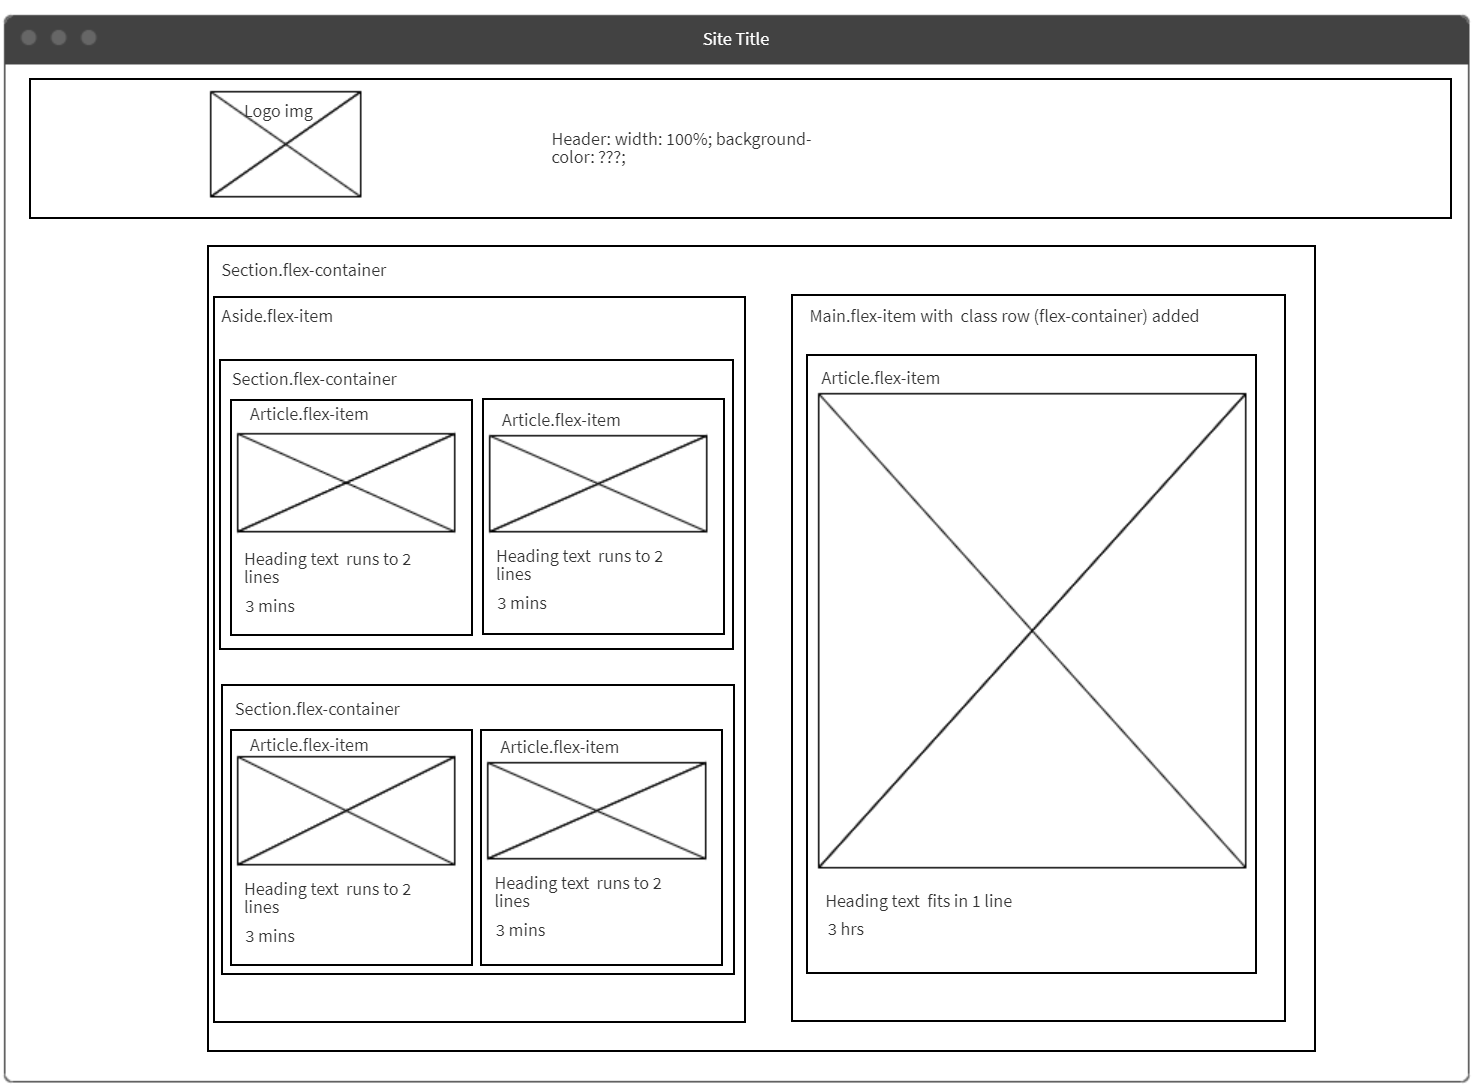 Site Title
Logo img
Header: width: 100%; background-
color: ???;
Section.flex-container
Aside.flex-item
Section.flex-container
Article.flex-item
Heading text runs to 2
lines
3 mins
Article.flex-item
Heading text runs to 2
lines
3 mins
Section.flex-container
Article.flex-item
Heading text runs to 2
lines
3 mins
Article.flex-item
Heading text runs to 2
lines
3 mins
Main.flex-item with class row (flex-container) added
Article.flex-item
Heading text fits in 1 line
3 hrs